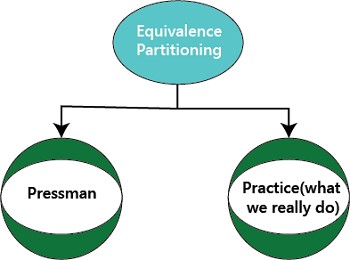 Equivalence
Partitioning
Pressman
Practice(what
we really do)